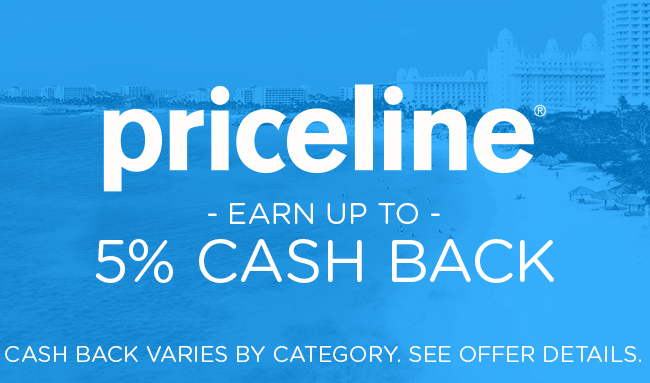 priceline®
- EARN UP TO -
5% CASH BACK
CASH BACK VARIES BY CATEGORY. SEE OFFER DETAILS.